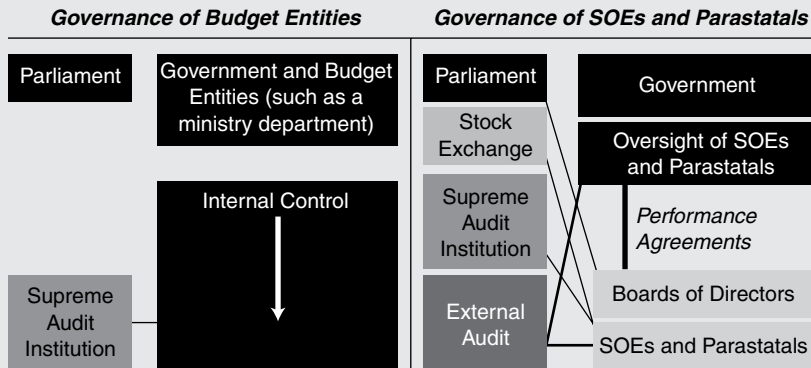 Governance of Budget Entities
Parliament
Government and Budget
Entities (such as a
ministry department)
Internal Control
Supreme
Audit
Institution
Governance of SOEs and Parastatals
Parliament
Government
Stock
Exchange
Oversight of SOEs
and Parastatals
Supreme
Audit
Institution
Performance
Agreements
External
Audit
Boards of Directors
SOEs and Parastatals